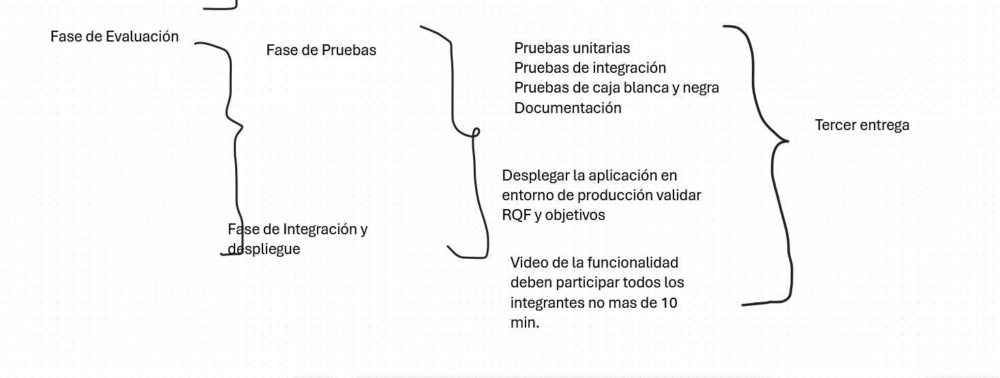 Fase de Evaluación
Fase de Pruebas
Pruebas unitarias
Pruebas de integración
Pruebas de caja blanca y negra
Documentación
Tercer entrega
Desplegar la aplicación en
entorno de producción validar
RQF y objetivos
Fase de Integración y
despliegue
Video de la funcionalidad
deben participar todos los
integrantes no mas de 10
min.